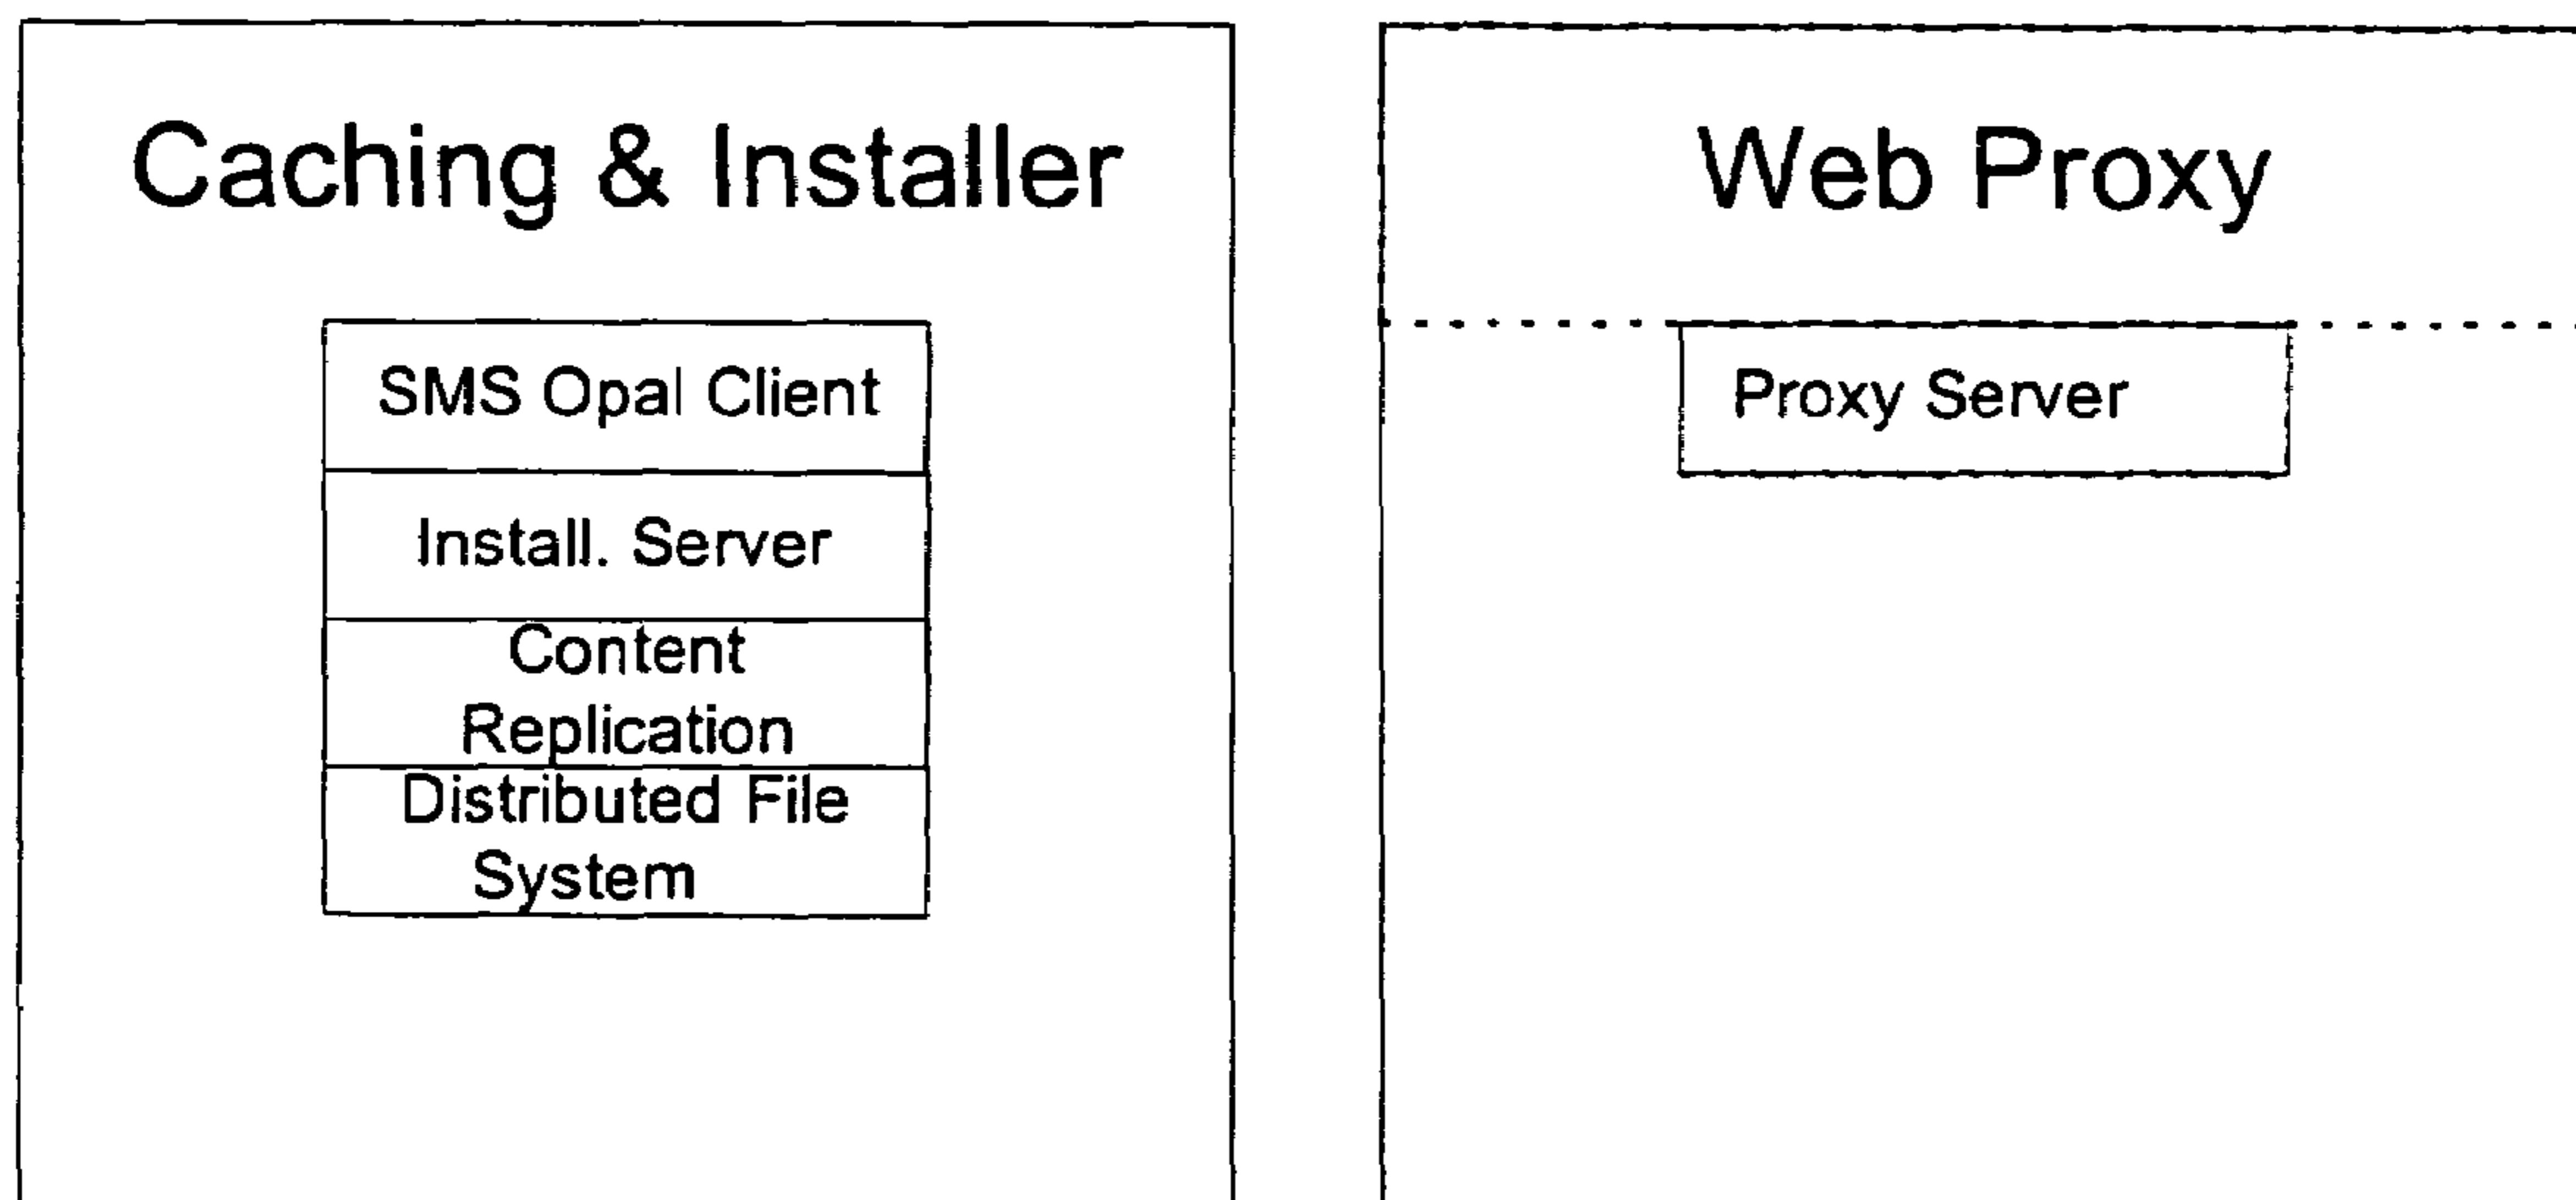 Caching & Installer
SMS Opal Client
Install. Server
Content
Replication
Distributed File
System
Web Proxy
Proxy Server